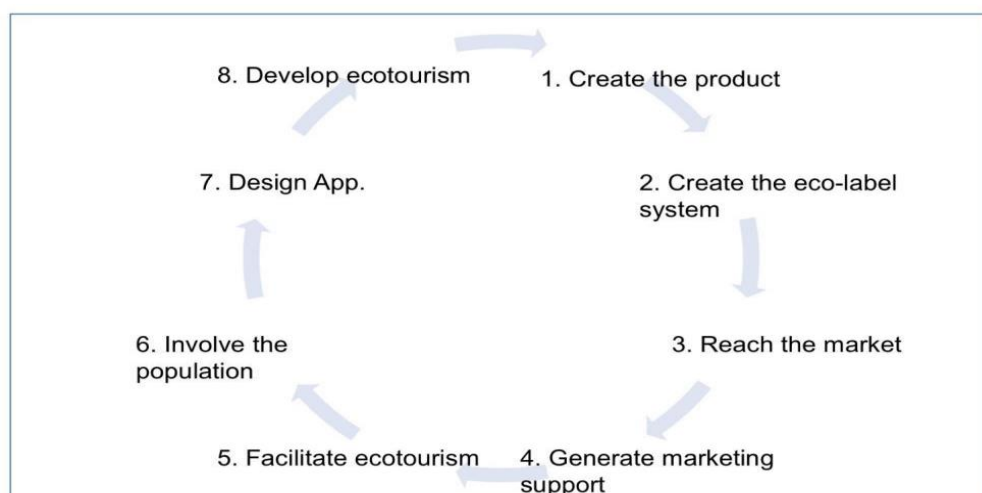 1. Create the product
2. Create the eco-label
system
3. Reach the market
4. Generate marketing
support
5. Facilitate ecotourism
6. Involve the
population
7. Design App.
8. Develop ecotourism